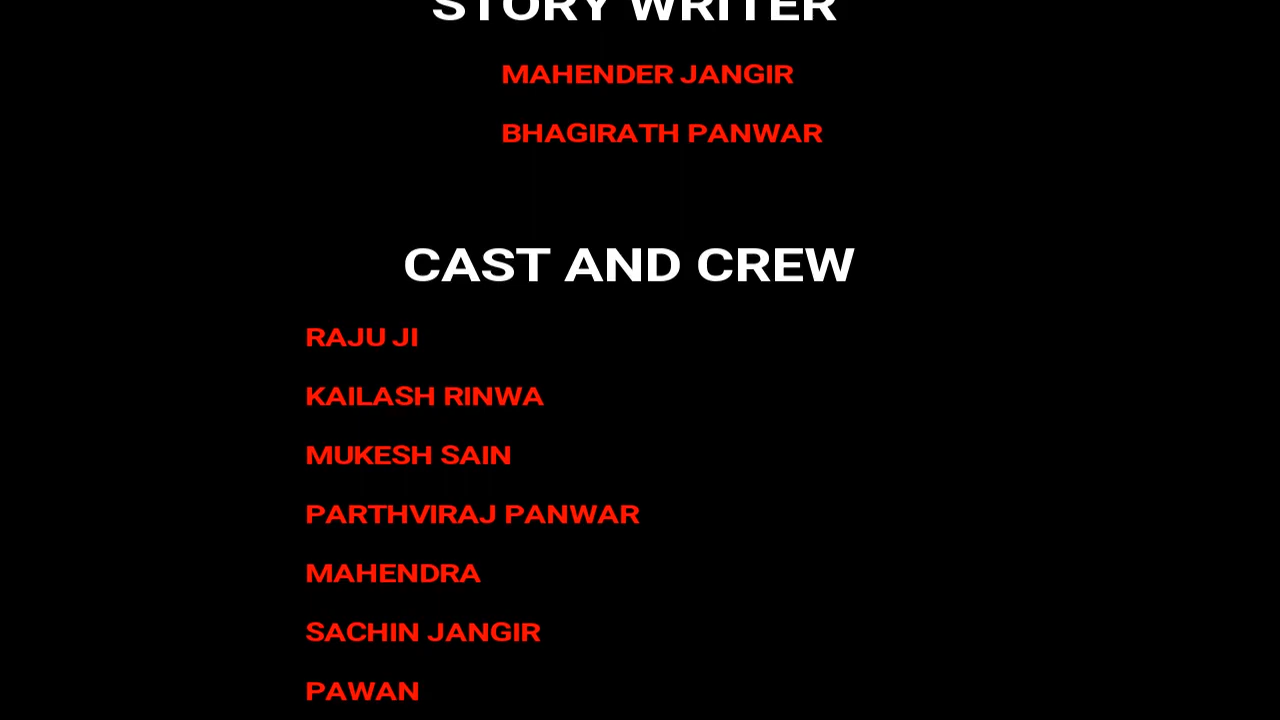 STORY WRITER
MAHENDER JANGIR
BHAGIRATH PANWAR
CAST AND CREW
RAJU JI
KAILASH RINWA
MUKESH SAIN
PARTHVIRAJ PANWAR
MAHENDRA
SACHIN JANGIR
PAWAN